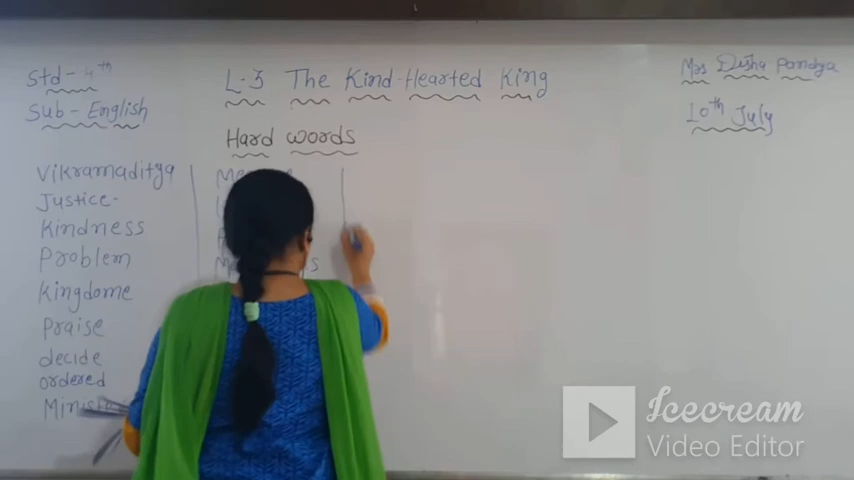 Std - 4th
Sub - English
L-3 The Kind-Hearted King
Mrs Disha Pandya
10th July
Hard words
Vikramaditya
Justice -
Kindness
Problem
Kingdome
Praise
decide
ordered
Icecream
Video Editor